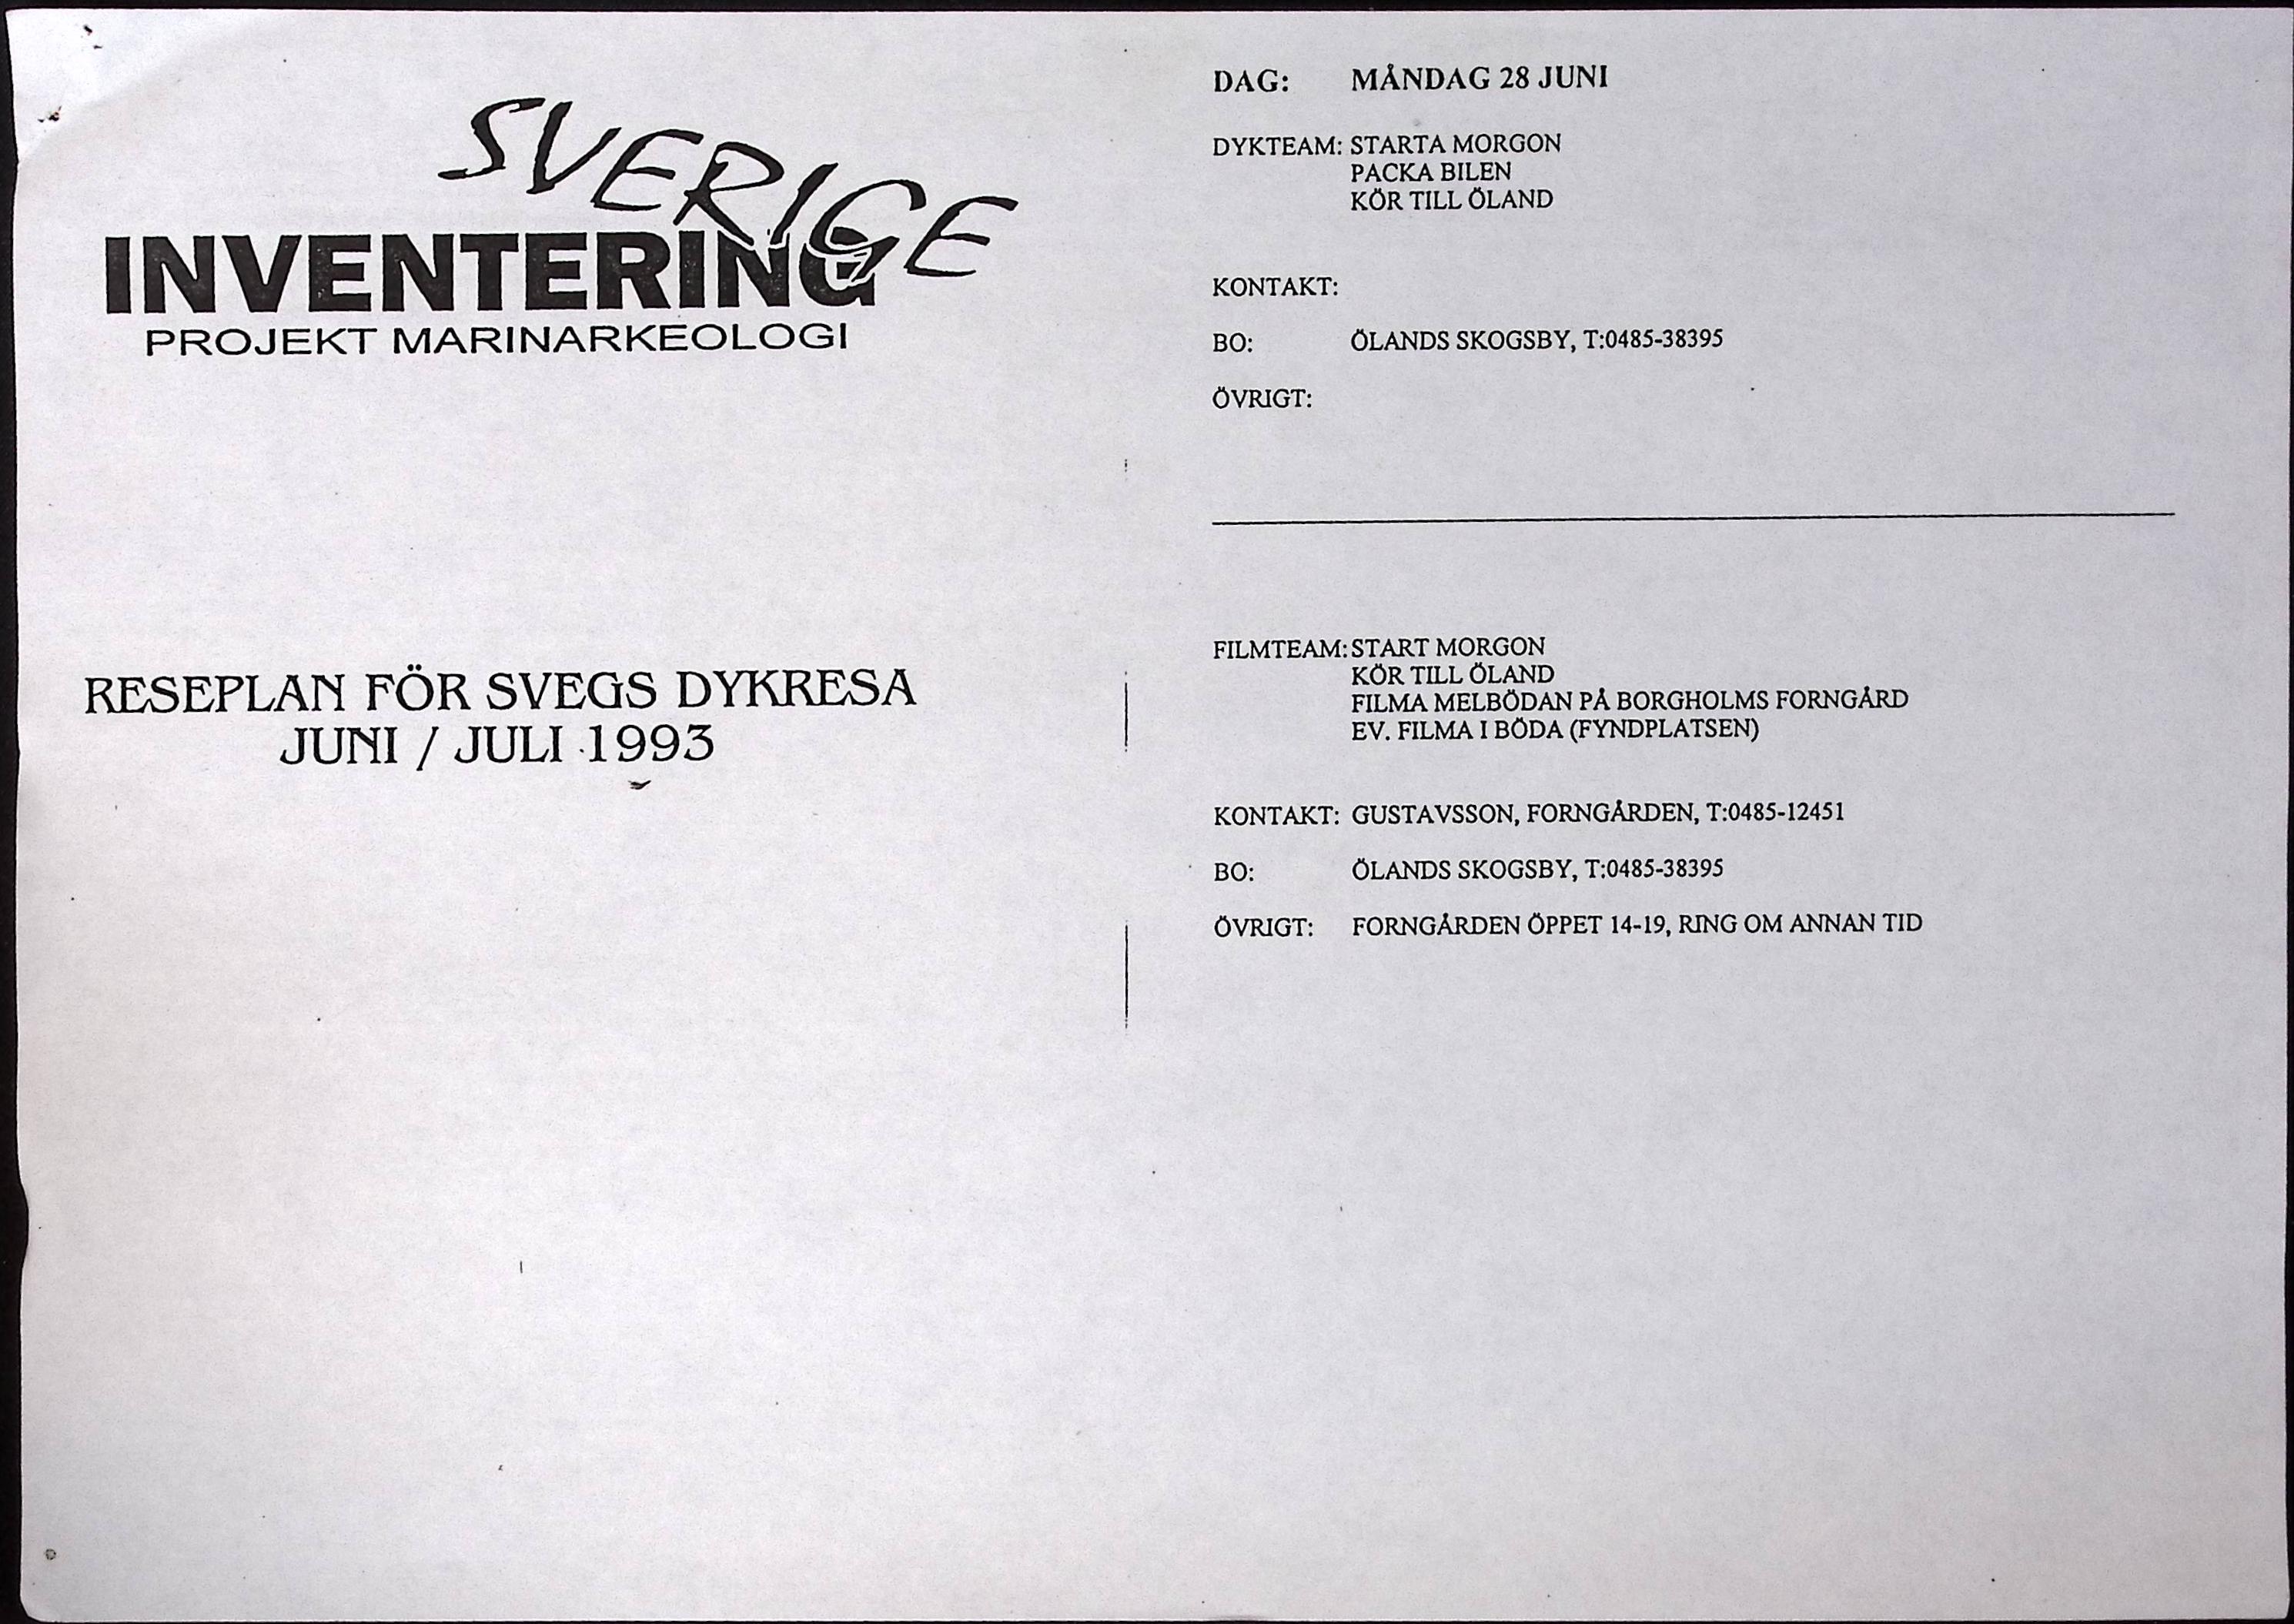 SVERIGE
INVENTERING
PROJEKT MARINARKEOLOGI
RESEPLAN FÖR SVEGS DYKRESA
JUNI / JULI 1993
DAG: MÅNDAG 28 JUNI
DYKTEAM: STARTA MORGON
PACKA BILEN
KÖR TILL ÖLAND
KONTAKT:
BO: ÖLANDS SKOGSBY, T:0485-38395
ÖVRIGT:
FILMTEAM: START MORGON
KÖR TILL ÖLAND
FILMA MELBÖDAN PÅ BORGHOLMS FORNGÅRD
EV. FILMA I BÖDA (FYNDPLATSEN)
KONTAKT: GUSTAVSSON, FORNGÅRDEN, T:0485-12451
BO: ÖLANDS SKOGSBY, T:0485-38395
ÖVRIGT: FORNGÅRDEN ÖPPET 14-19, RING OM ANNAN TID